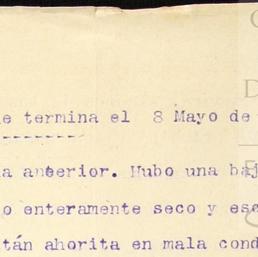 e termina el 8 Mayo de
a anterior. Hubo una baj
o enteramente seco y es
tán ahorita en mala cond